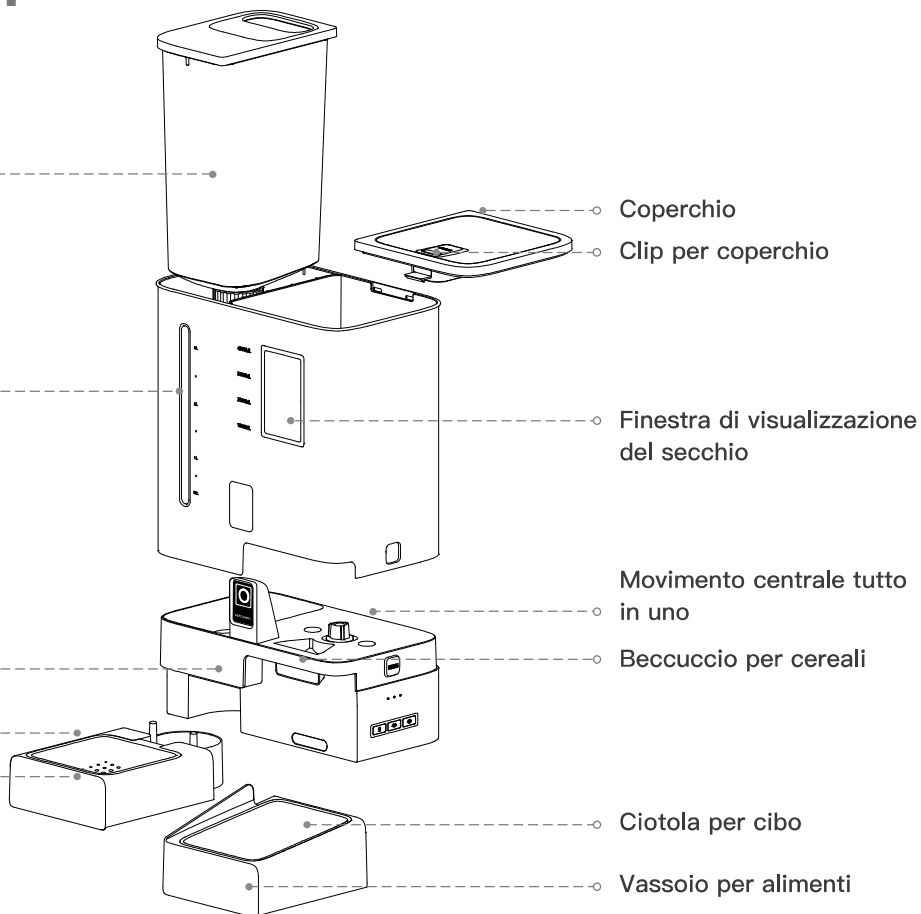 Coperchio
Clip per coperchio
Finestra di visualizzazione
del secchio
Movimento centrale tutto
in uno
Beccuccio per cereali
Ciotola per cibo
Vassoio per alimenti